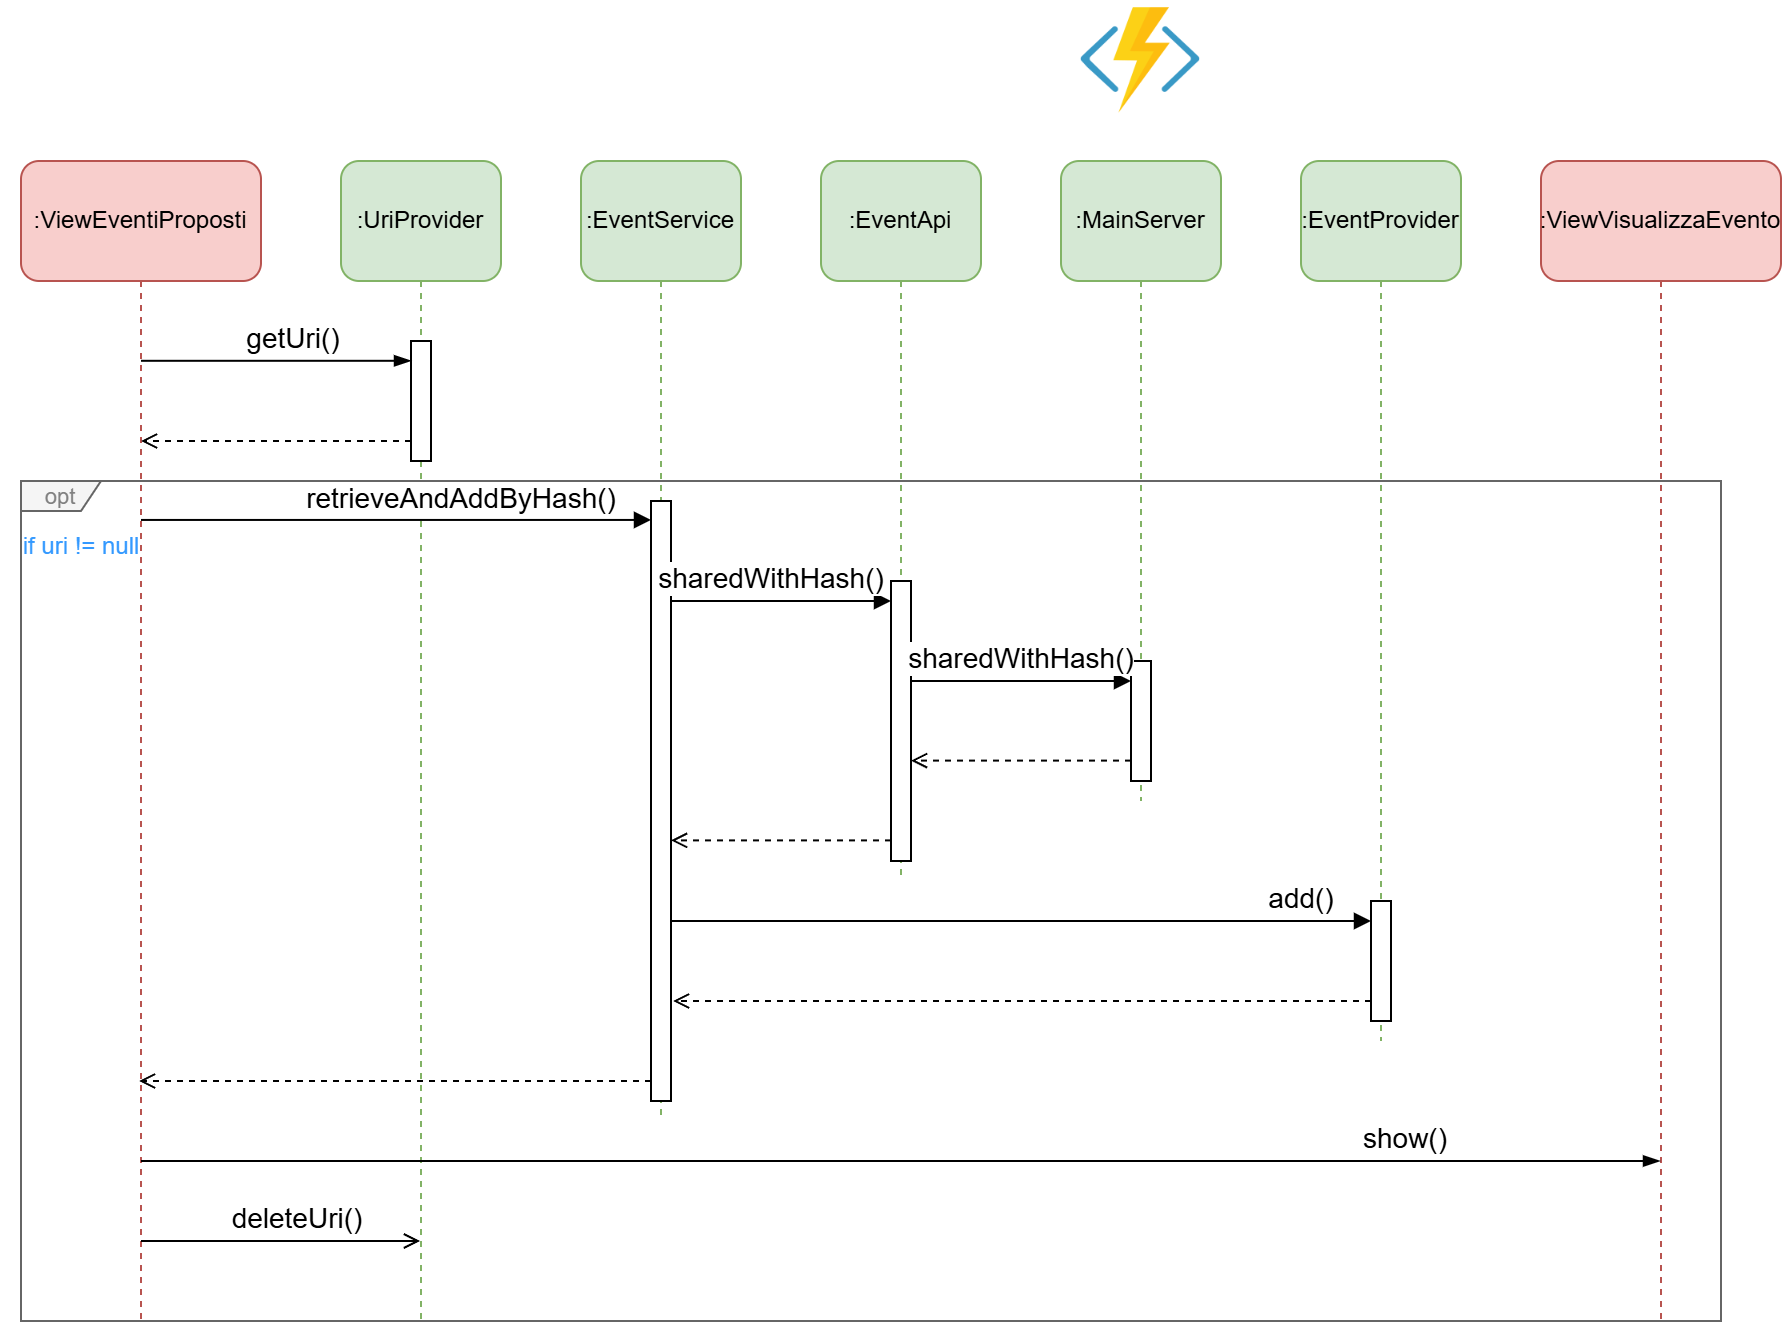 :ViewEventiProposti
:UriProvider
:EventService
:EventApi
:MainServer
:EventProvider
:ViewVisualizzaEvento
getUri()
opt
retrieveAndAddByHash()
if uri != null
sharedWithHash()
sharedWithHash()
add()
show()
deleteUri()